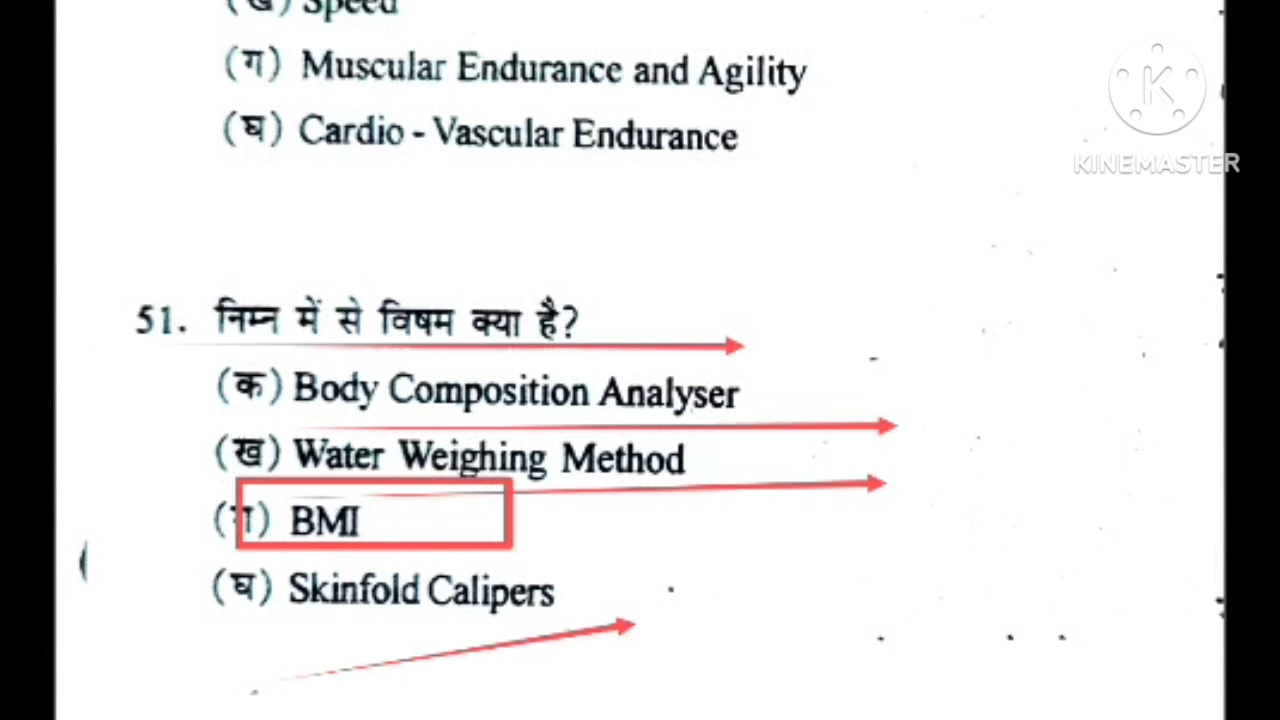 (ख) Speed
(ग) Muscular Endurance and Agility
(घ) Cardio - Vascular Endurance
K
KINEMASTER
51. निम्न में से विषम क्या है?
(क) Body Composition Analyser
(ख) Water Weighing Method
(ग) BMI
(घ) Skinfold Calipers